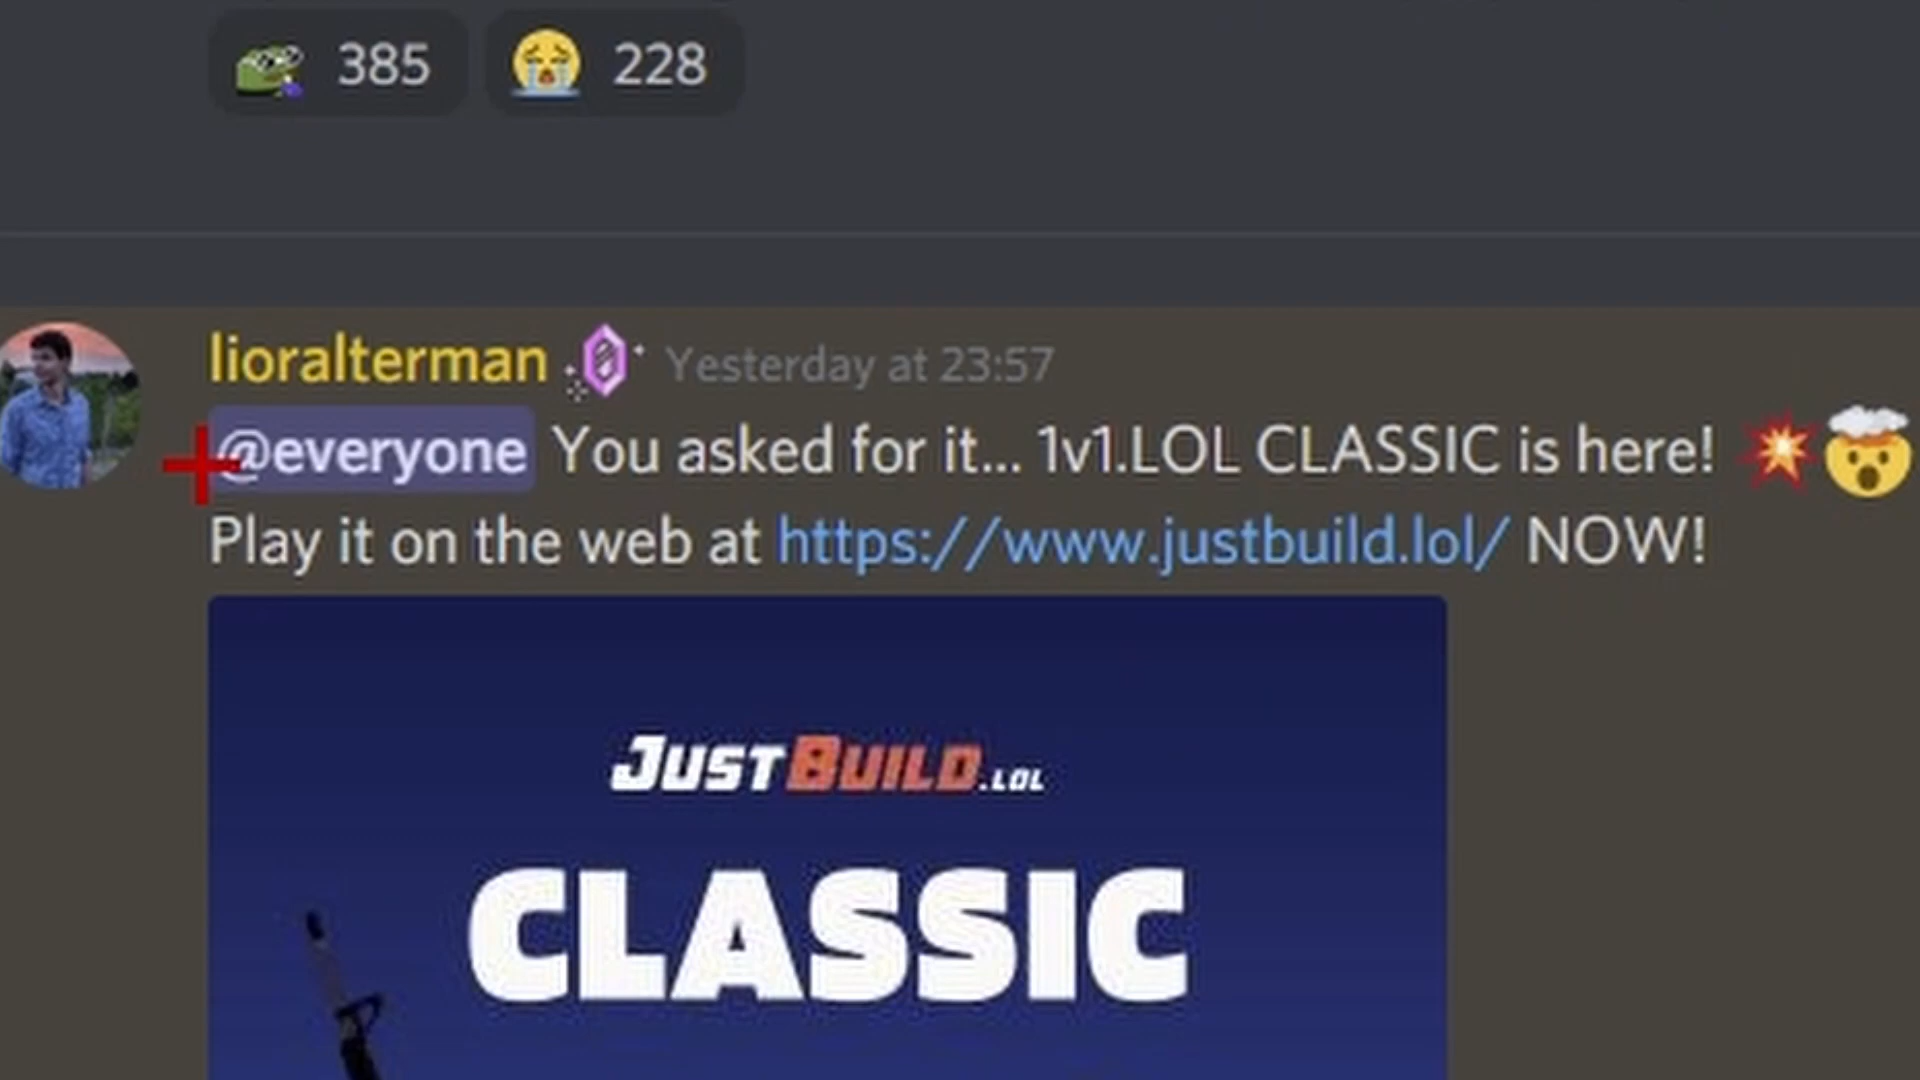 385 228
lioralterman Yesterday at 23:57
@everyone You asked for it... 1v1.LOL CLASSIC is here! 💥🤯
Play it on the web at https://www.justbuild.lol/ NOW!
JUSTBUILD.LOL
CLASSIC